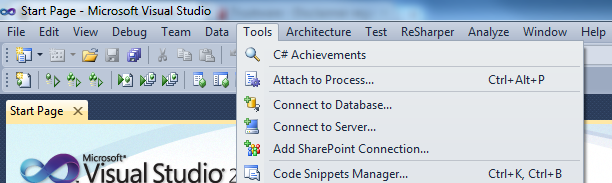 Start Page - Microsoft Visual Studio
File Edit View Debug Team Data Tools Architecture Test ReSharper Analyze Window Help
C# Achievements
Attach to Process... Ctrl+Alt+P
Connect to Database...
Start Page X
Connect to Server...
Microsoft®
Add SharePoint Connection...
Visual Studio 2
Code Snippets Manager... Ctrl+K, Ctrl+B